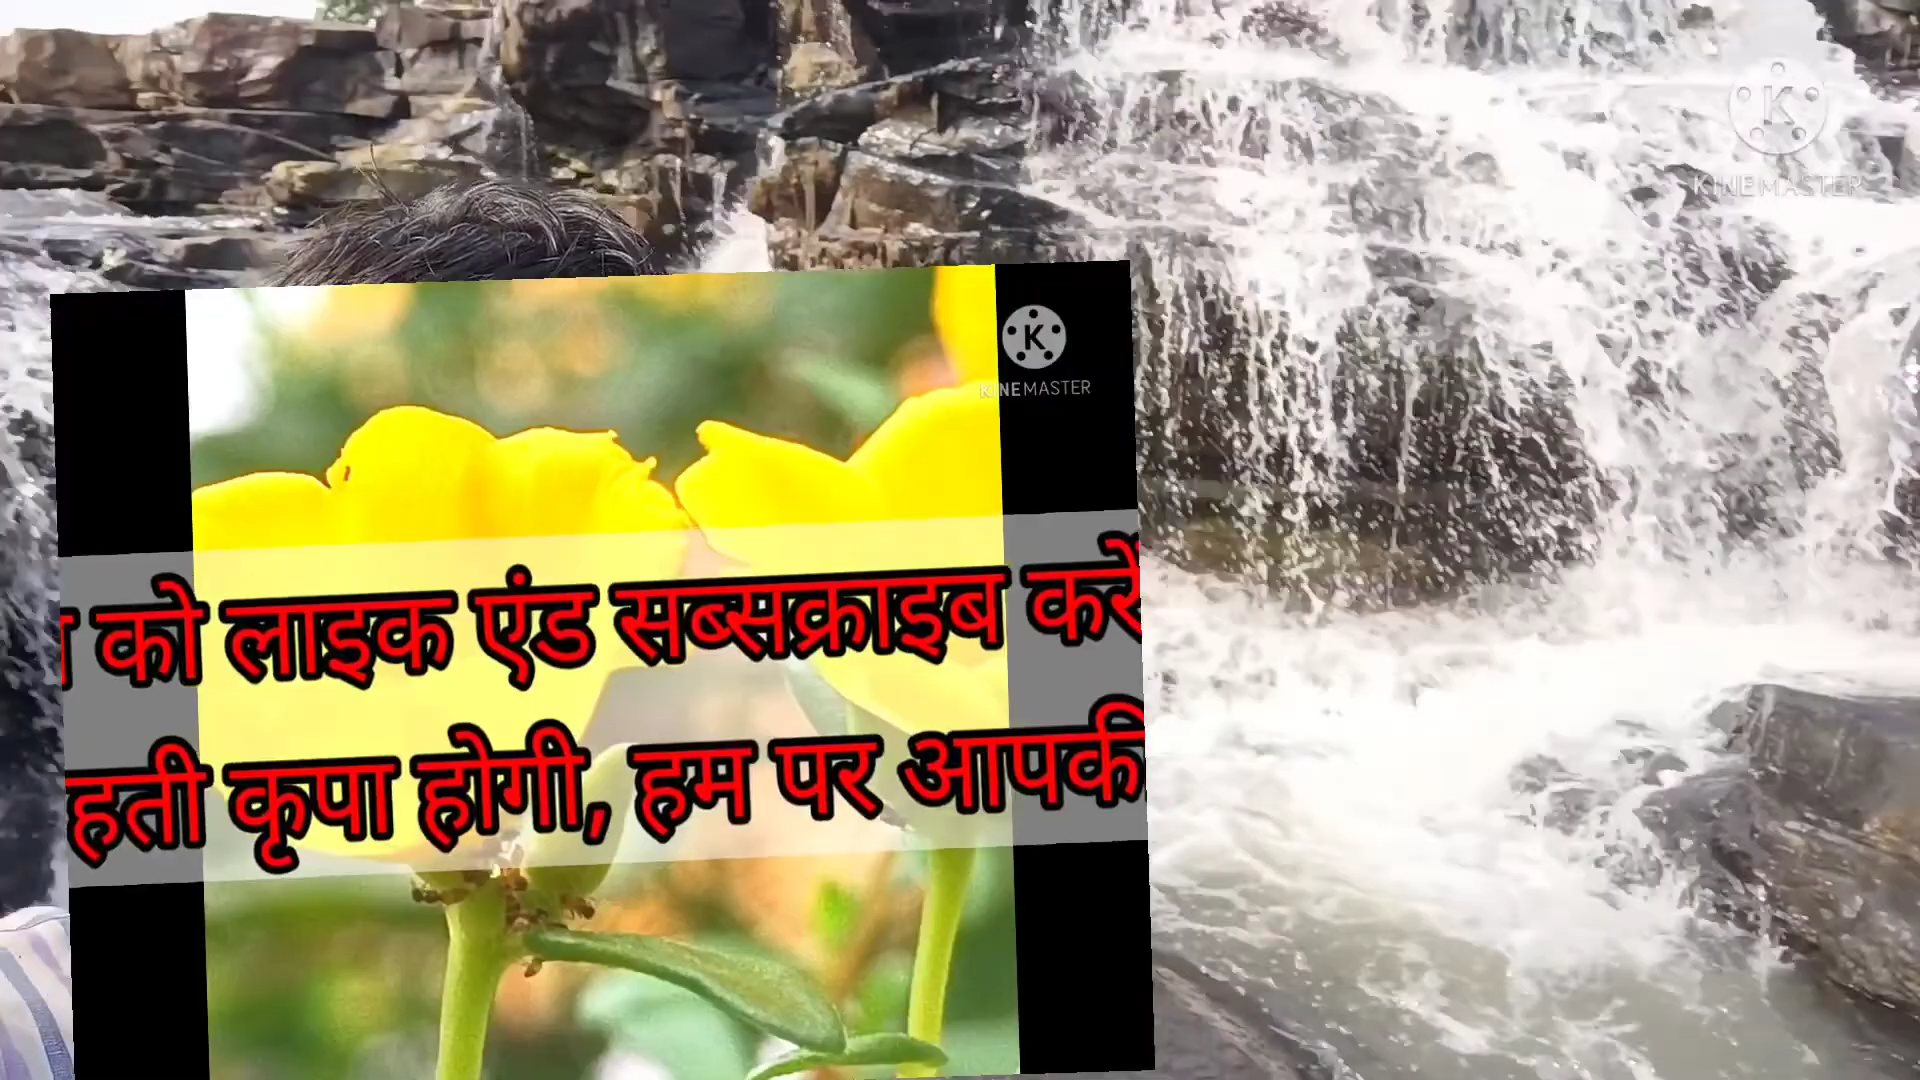 KINEMASTER
KINEMASTER
को लाइक एंड सब्सक्राइब करें
हती कृपा होगी, हम पर आपकी